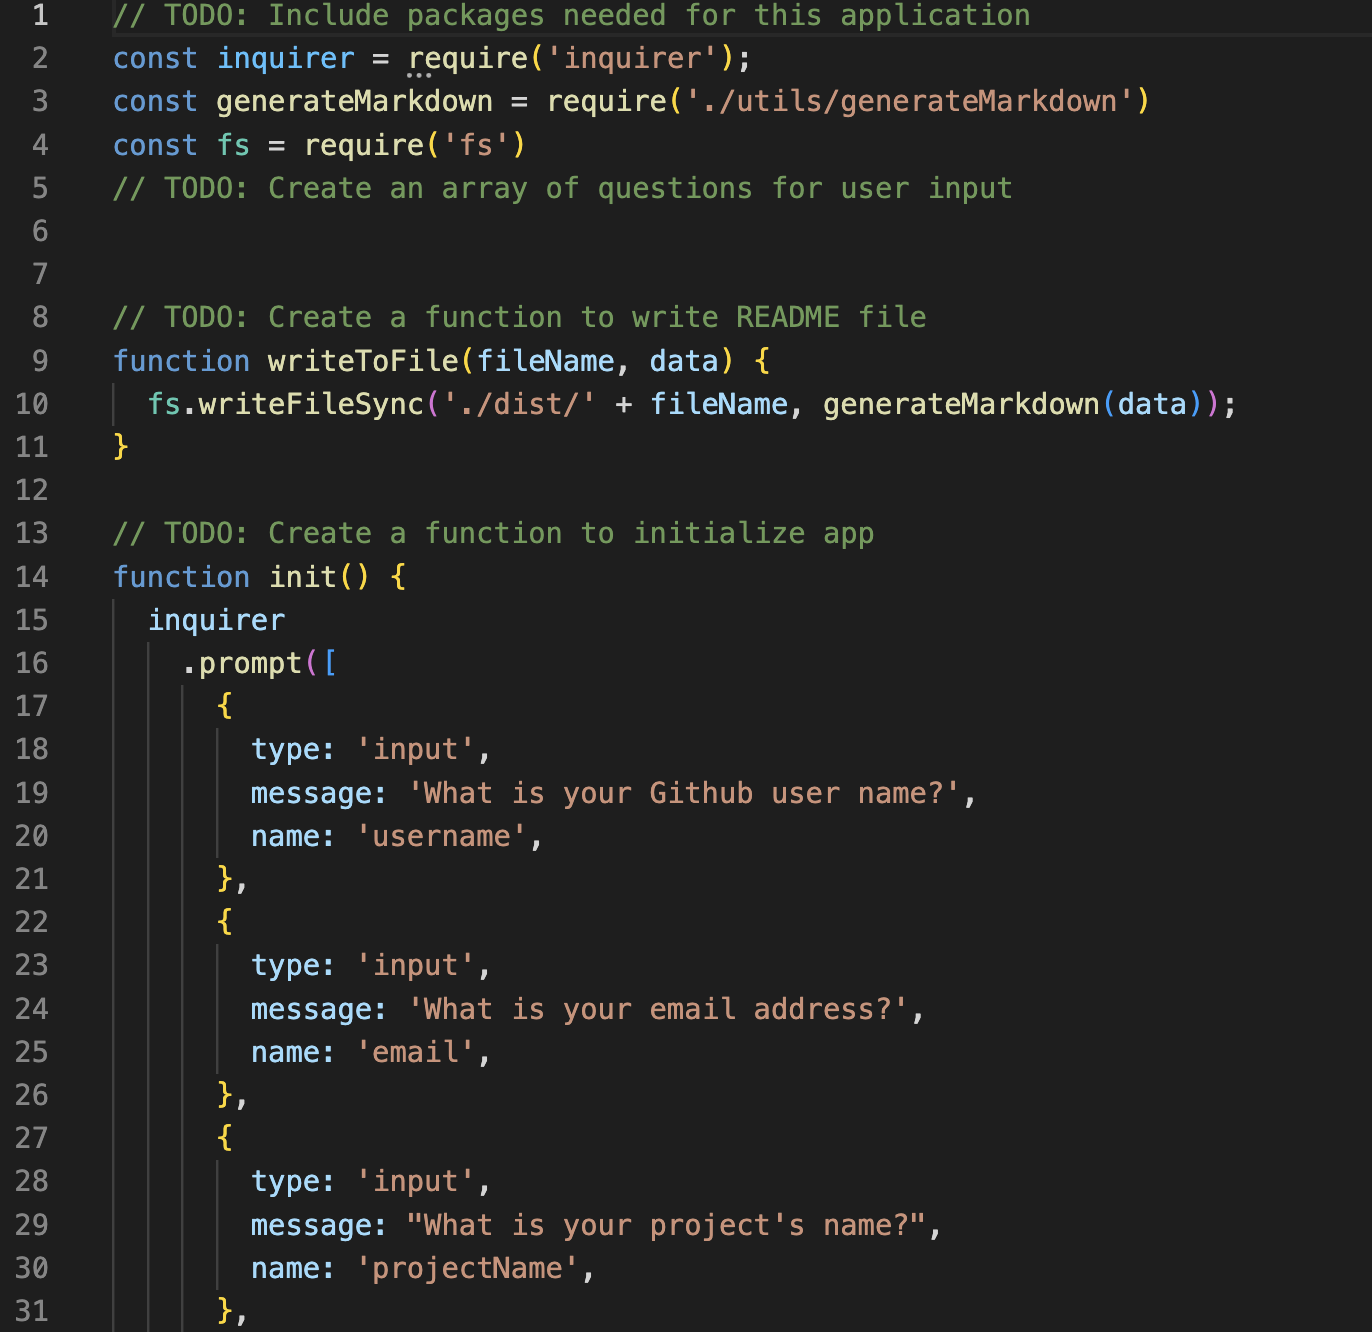 1 // TODO: Include packages needed for this application
2 const inquirer = require('inquirer');
3 const generateMarkdown = require('./utils/generateMarkdown')
4 const fs = require('fs')
5 // TODO: Create an array of questions for user input
6
7
8 // TODO: Create a function to write README file
9 function writeToFile(fileName, data) {
10   fs.writeFileSync('./dist/' + fileName, generateMarkdown(data));
11 }
12
13 // TODO: Create a function to initialize app
14 function init() {
15   inquirer
16     .prompt([
17       {
18         type: 'input',
19         message: 'What is your Github user name?',
20         name: 'username',
21       },
22       {
23         type: 'input',
24         message: 'What is your email address?',
25         name: 'email',
26       },
27       {
28         type: 'input',
29         message: "What is your project's name?",
30         name: 'projectName',
31       },